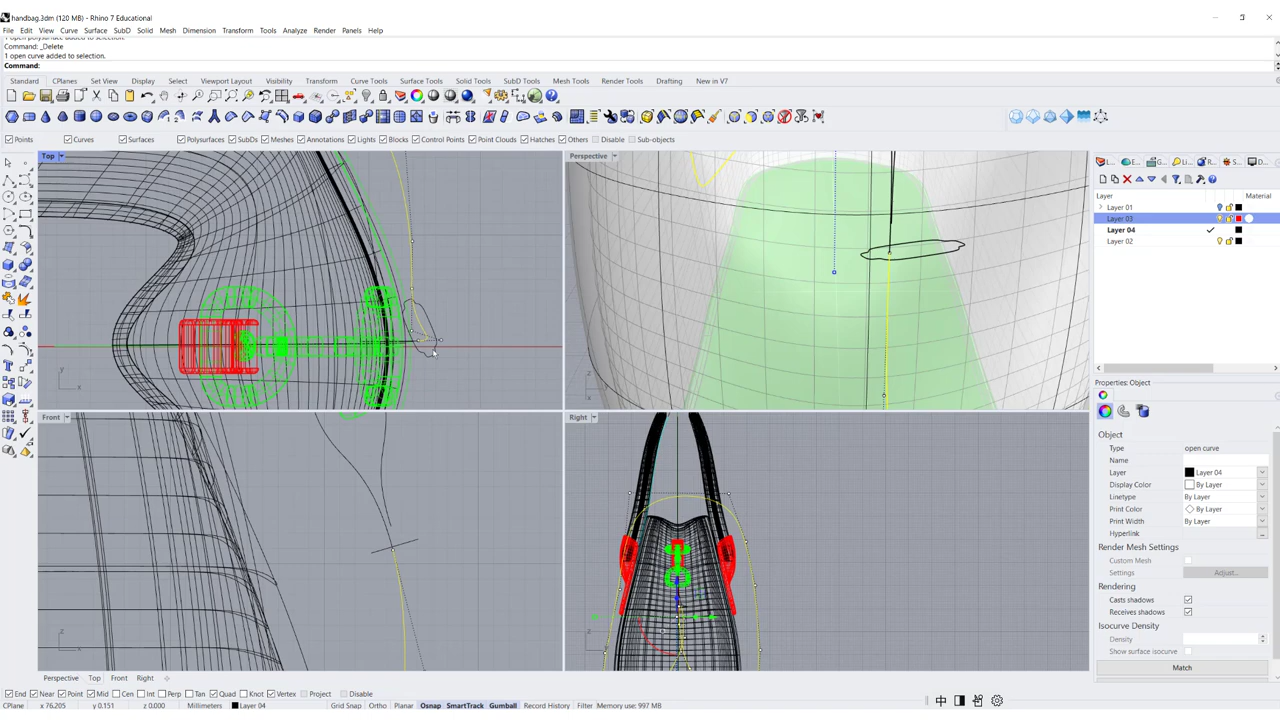 handbag.3dm (120 MB) - Rhino 7 Educational
File Edit View Curve Surface SubD Solid Mesh Dimension Transform Tools Analyze Render Panels Help
Command: _Delete
1 open curve added to selection.
Command:
Standard CPlanes Set View Display Select Viewport Layout Visibility Transform Curve Tools Surface Tools Solid Tools SubD Tools Mesh Tools Render Tools Drafting New in V7
Points Curves Surfaces Polysurfaces SubDs Meshes Annotations Lights Blocks Control Points Point Clouds Hatches Others Disable Sub-objects
Top
Perspective
Layer Material
Layer 01
Layer 03
Layer 04
Layer 02
Front
Right
Properties: Object
Object
Type open curve
Name
Layer Layer 04
Display Color By Layer
Linetype By Layer
Print Color By Layer
Print Width By Layer
Hyperlink
Render Mesh Settings
Custom Mesh
Settings Adjust...
Rendering
Casts shadows
Receives shadows
Isocurve Density
Density
Show surface isocurve
Match
Perspective Top Front Right
End Near Point Mid Cen Int Perp Tan Quad Knot Vertex Project Disable
CPlane x 76.205 y 0.151 z 0.000 Millimeters Layer 04 Grid Snap Ortho Planar Osnap SmartTrack Gumball Record History Filter Memory use: 997 MB
中